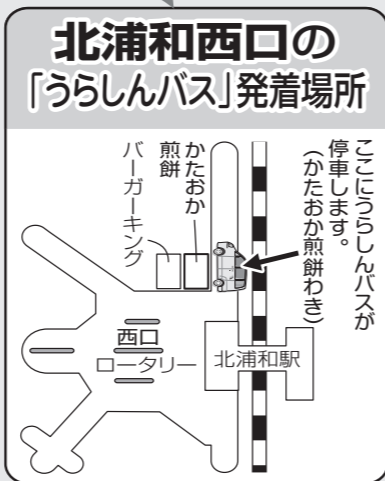 北浦和西口の
「うらしんバス」発着場所
ここにうらしんバスが
停車します。
(かたおか煎餅わき)
かたおか
煎餅
バーガーキング
西口
ロータリー
北浦和駅